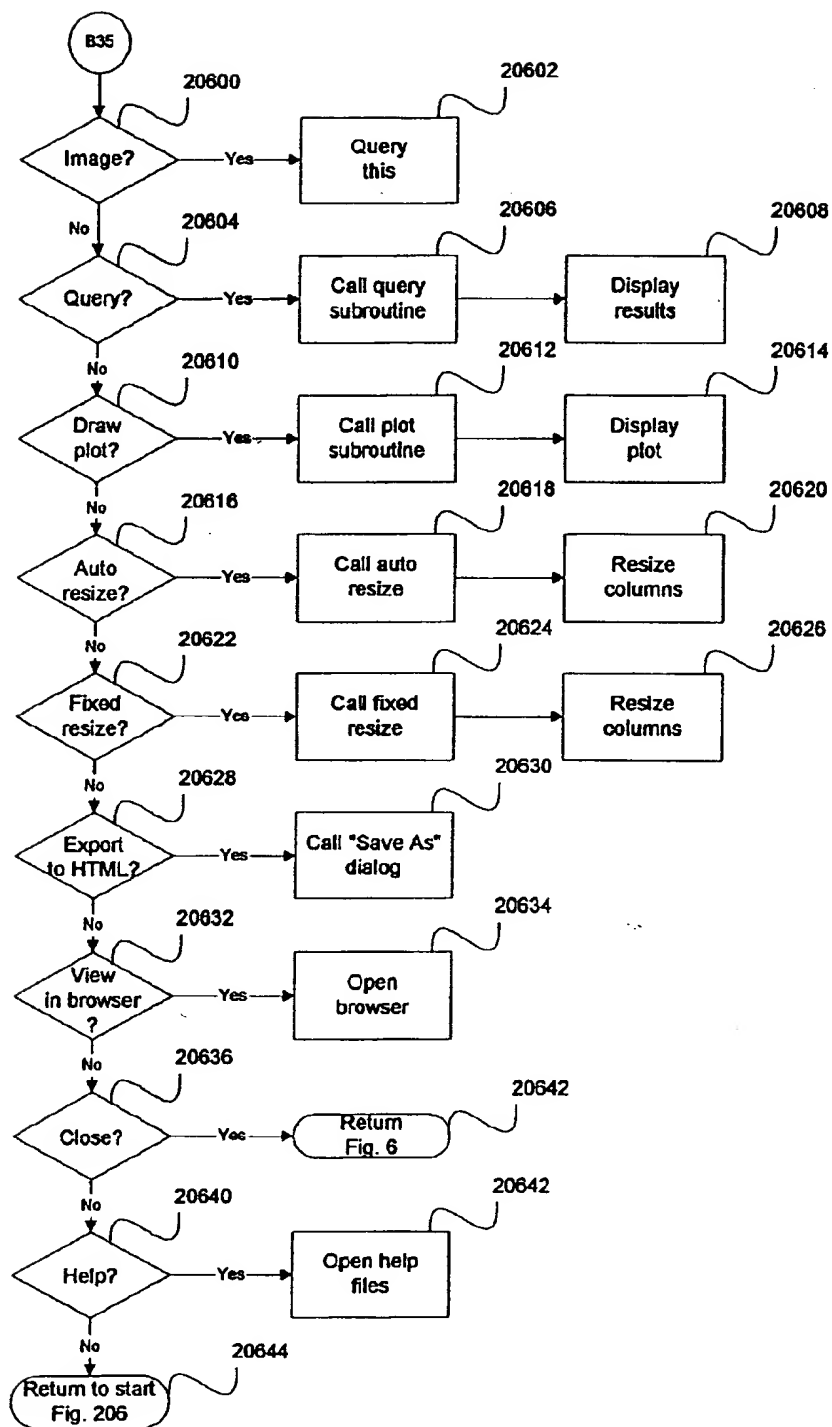 B35
20600
20602
Image?
Yes
Query
this
No
20604
20606
20608
Query?
Yes
Call query
subroutine
Display
results
No
20610
20612
20614
Draw
plot?
Yes
Call plot
subroutine
Display
plot
No
20616
20618
20620
Auto
resize?
Yes
Call auto
resize
Resize
columns
No
20622
20624
20626
Fixed
resize?
Yes
Call fixed
resize
Resize
columns
No
20628
20630
Export
to HTML?
Yes
Call "Save As"
dialog
No
20632
20634
View
in browser
?
Yes
Open
browser
No
20636
20642
Close?
Yes
Return
Fig. 6
No
20640
20642
Help?
Yes
Open help
files
No
20644
Return to start
Fig. 206